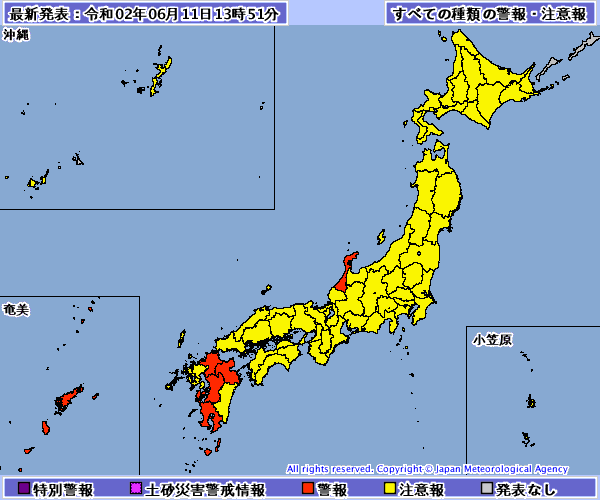 最新発表：令和02年06月11日13時51分
すべての種類の警報・注意報
沖縄
奄美
小笠原
All rights reserved. Copyright © Japan Meteorological Agency
特別警報
土砂災害警戒情報
警報
注意報
発表なし